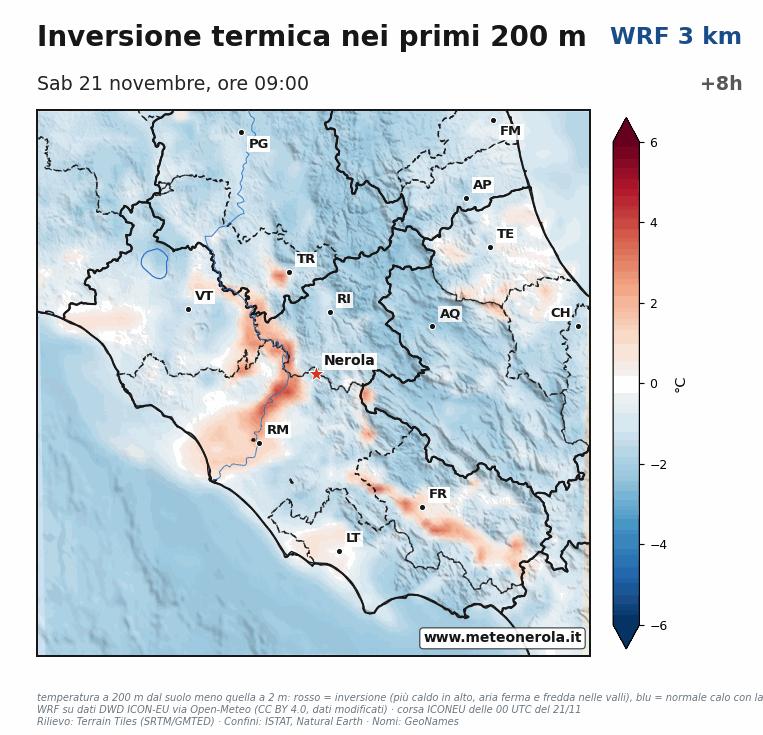 Inversione termica nei primi 200 m WRF 3 km
Sab 21 novembre, ore 09:00 +8h
FM
PG
AP
TE
TR
VT
RI
AQ
CH
Nerola
RM
FR
LT
www.meteonerola.it
6
4
2
0
−2
−4
−6
°C
temperatura a 200 m dal suolo meno quella a 2 m: rosso = inversione (più caldo in alto, aria ferma e fredda nelle valli), blu = normale calo con la
WRF su dati DWD ICON-EU via Open-Meteo (CC BY 4.0, dati modificati) · corsa ICONEU delle 00 UTC del 21/11
Rilievo: Terrain Tiles (SRTM/GMTED) · Confini: ISTAT, Natural Earth · Nomi: GeoNames